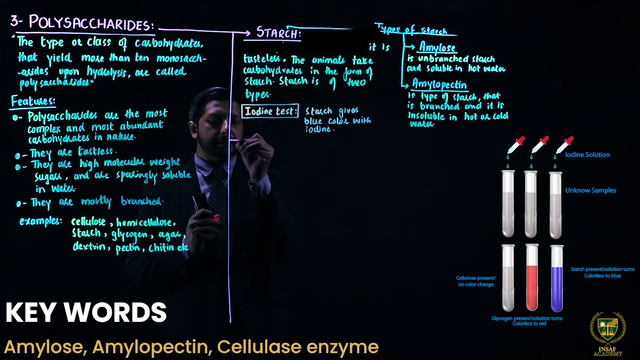 3- POLYSACCHARIDES:
"The type or class of carbohydrates,
that yield more than ten monosacch-
-arides upon hydrolysis, are called
polysaccharides"
Features:
o- Polysaccharides are the most
complex and most abundant
carbohydrates in nature.
o- They are tastless.
o- They are high molecular weight
sugars, and are sparingly soluble
in water.
o- They are mostly branched.
examples: cellulose, hemicellulose,
starch, glycogen, agar,
dextrin, pectin, chitin etc
STARCH:
it is
tasteless. The animals take
carbohydrates in the form of
starch. Starch is of two
types.
Iodine test: Starch gives
blue color with
iodine.
Types of starch
Amylose
is unbranched starch
and soluble in hot water.
Amylopectin
is type of starch, that
is branched and it is
insoluble in hot or cold
water
Iodine Solution
Unknow Samples
Cellulose present/
no color change
Starch present/solution turns
Colorless to blue
Glycogen present/solution turns
Colorless to red
KEY WORDS
Amylose, Amylopectin, Cellulase enzyme
INSAF
ACADEMY